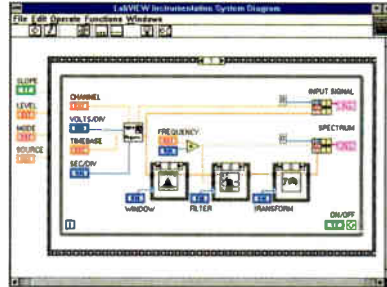 LabVIEW Instrumentation System Diagram
File Edit Operate Functions Windows
SLOPE
LEVEL
MODE
SOURCE
CHANNEL
VOLTS/DIV
TIMEBASE
SEC/DIV
FREQUENCY
INPUT SIGNAL
SPECTRUM
WINDOW
FILTER
TRANSFORM
ON/OFF